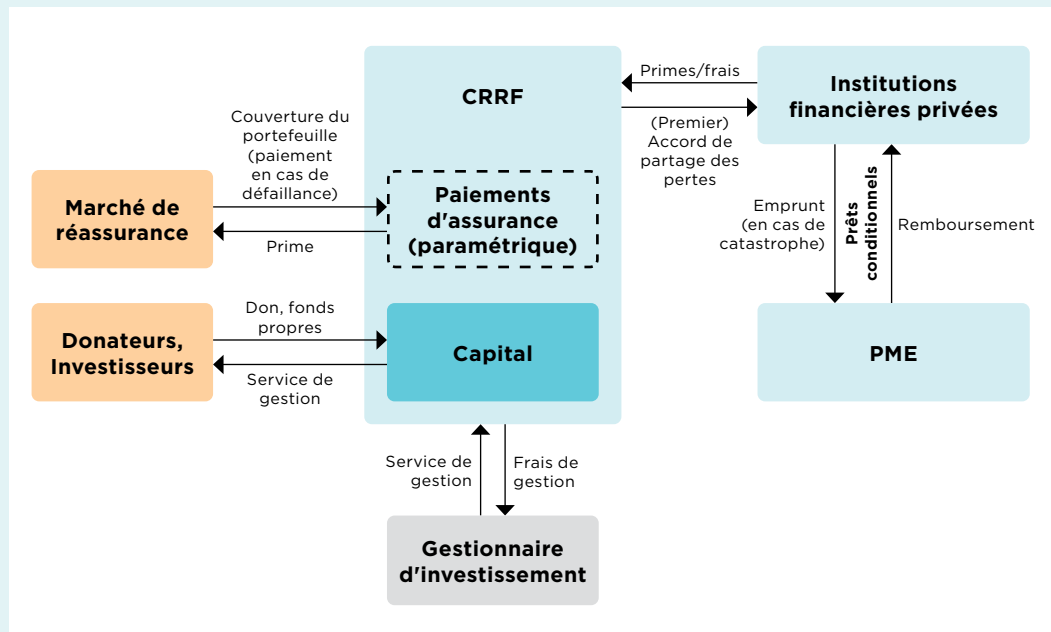 CRRF
Primes/frais
(Premier)
Accord de
partage des
pertes
Institutions
financières privées
Couverture du
portefeuille
(paiement
en cas de
défaillance)
Prime
Marché de
réassurance
Paiements
d'assurance
(paramétrique)
Emprunt
(en cas de
catastrophe)
Prêts
conditionnels
Remboursement
Donateurs,
Investisseurs
Don, fonds
propres
Service de
gestion
Capital
PME
Service de
gestion
Frais de
gestion
Gestionnaire
d'investissement